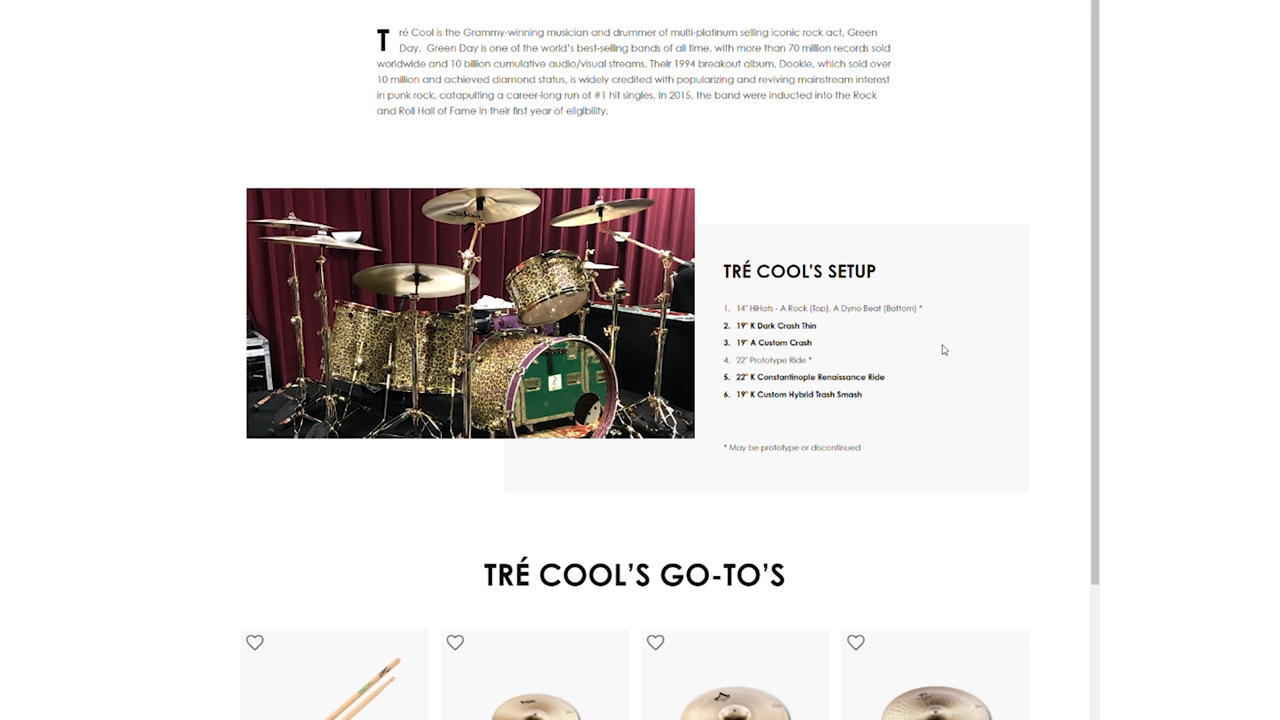 Tré Cool is the Grammy-winning musician and drummer of multi-platinum selling iconic rock act, Green
Day.  Green Day is one of the world's best-selling bands of all time, with more than 70 million records sold
worldwide and 10 billion cumulative audio/visual streams. Their 1994 breakout album, Dookie, which sold over
10 million and achieved diamond status, is widely credited with popularizing and reviving mainstream interest
in punk rock, catapulting a career-long run of #1 hit singles. In 2015, the band were inducted into the Rock
and Roll Hall of Fame in their first year of eligibility.
Zildjian
TRÉ COOL'S SETUP
1. 14" HiHats - A Rock (Top), A Dyno Beat (Bottom) *
2. 19" K Dark Crash Thin
3. 19" A Custom Crash
4. 22" Prototype Ride *
5. 22" K Constantinople Renaissance Ride
6. 19" K Custom Hybrid Trash Smash
* May be prototype or discontinued
TRÉ COOL'S GO-TO'S